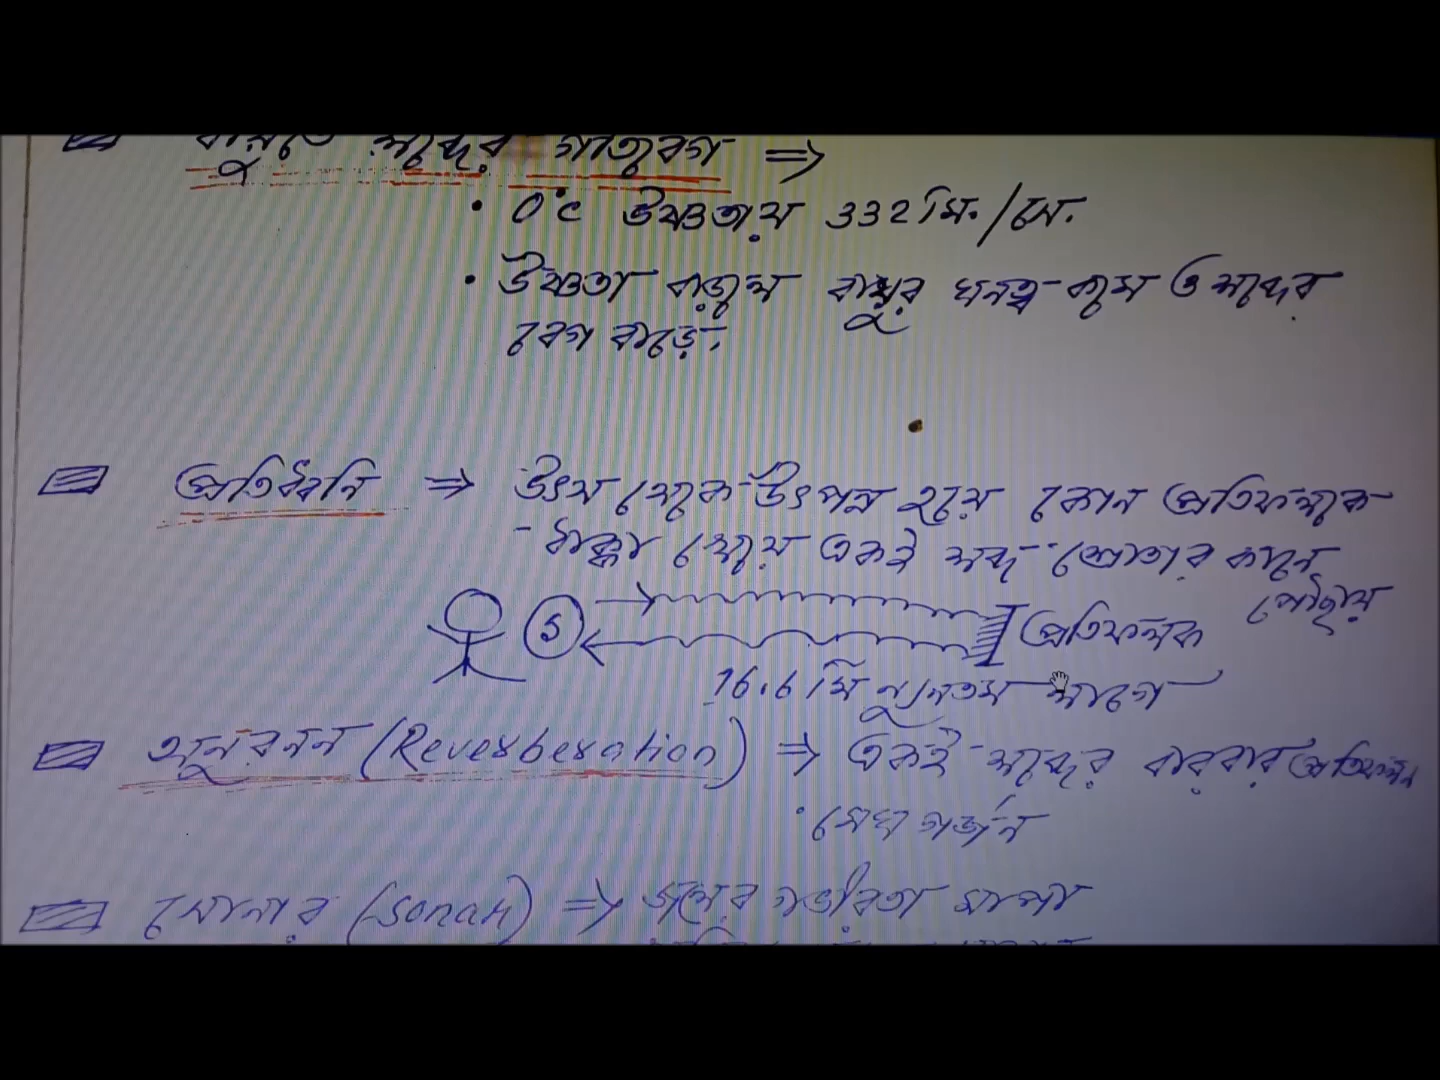 বায়ুতে শব্দের গতিবেগ ⇒
• 0°c উষ্ণতায় 332 মি./সে.
• উষ্ণতা বাড়লে বায়ুর ঘনত্ব কমে ও শব্দের
বেগ বাড়ে।
প্রতিধ্বনি ⇒ উৎস থেকে উৎপন্ন হয়ে কোন প্রতিফলকে
ধাক্কা খেয়ে একই শব্দ শ্রোতার কানে
পৌঁছায়
S
প্রতিফলক
16.6 মি ন্যূনতম লাগে
অনুরনন (Reverberation) ⇒ একই শব্দের বারবার প্রতিফলন
• মেঘ গর্জন
সোনার (sonar) ⇒ জলের গভীরতা মাপা